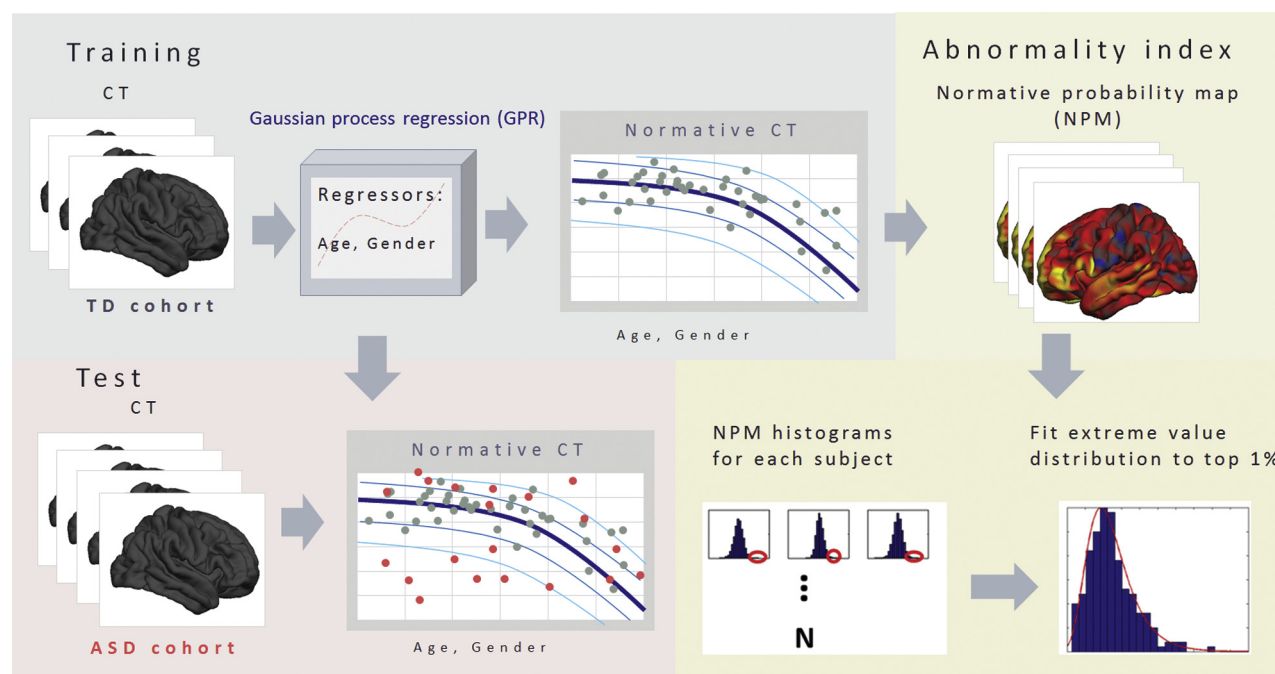 Training
CT
TD cohort
Gaussian process regression (GPR)
Regressors:
Age, Gender
Normative CT
Age, Gender
Abnormality index
Normative probability map
(NPM)
Test
CT
ASD cohort
Normative CT
Age, Gender
NPM histograms
for each subject
N
Fit extreme value
distribution to top 1%